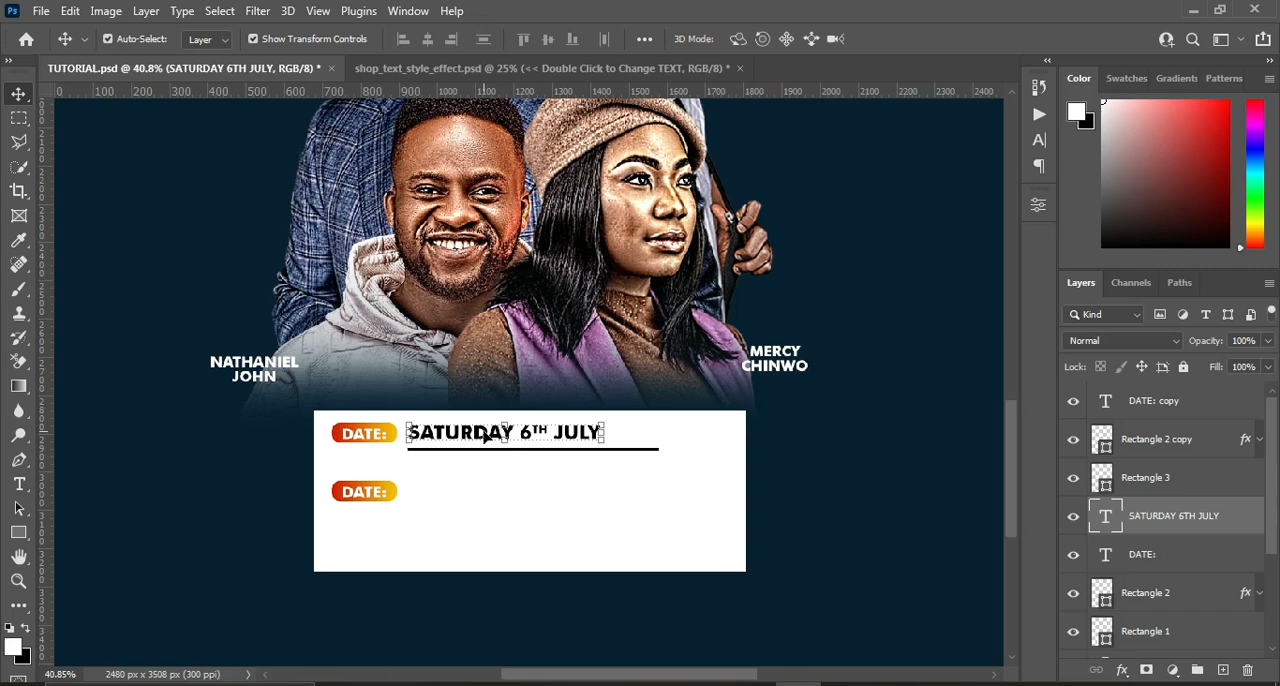 Ps File Edit Image Layer Type Select Filter 3D View Plugins Window Help
Auto-Select: Layer Show Transform Controls 3D Mode:
TUTORIAL.psd @ 40.8% (SATURDAY 6TH JULY, RGB/8) * × shop_text_style_effect.psd @ 25% (<< Double Click to Change TEXT, RGB/8) * ×
0 100 200 300 400 500 600 700 800 900 1000 1100 1200 1300 1400 1500 1600 1700 1800 1900 2000 2100 2200 2300 2400
NATHANIEL
JOHN
MERCY
CHINWO
DATE: SATURDAY 6TH JULY
DATE:
40.85% 2480 px x 3508 px (300 ppi)
Color Swatches Gradients Patterns
Layers Channels Paths
Kind
Normal Opacity: 100%
Lock: Fill: 100%
DATE: copy
Rectangle 2 copy fx
Rectangle 3
SATURDAY 6TH JULY
DATE:
Rectangle 2 fx
Rectangle 1